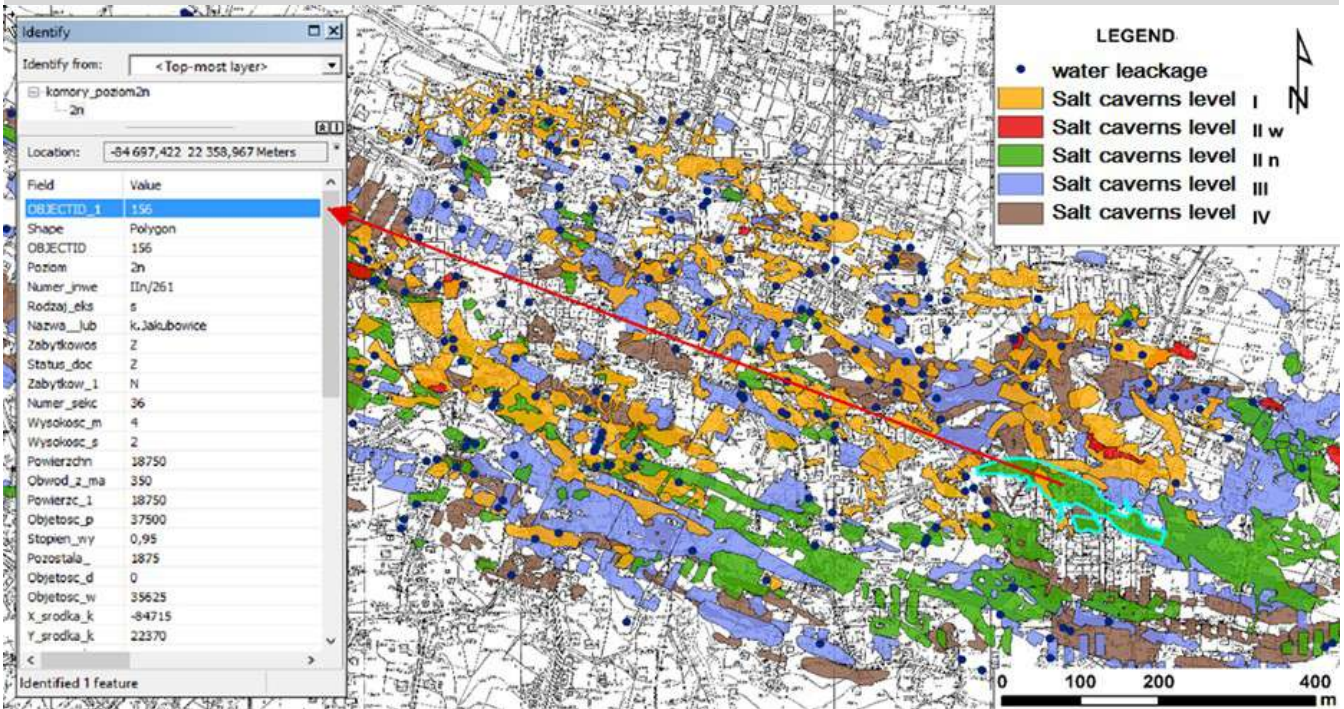 Identify
Identify from: <Top-most layer>
komory_poziom2n
2n
Location: -84 697,422 22 358,967 Meters
Field Value
OBJECTID_1 156
Shape Polygon
OBJECTID 156
Poziom 2n
Numer_inwe IIn/261
Rodzaj_eks s
Nazwa__lub k.Jakubowice
Zabytkowos Z
Status_doc Z
Zabytkow_1 N
Numer_sekc 36
Wysokosc_m 4
Wysokosc_s 2
Powierzchn 18750
Obwod_z_ma 350
Powierzc_1 18750
Objetosc_p 37500
Stopien_wy 0,95
Pozostala_ 1875
Objetosc_d 0
Objetosc_w 35625
X_srodka_k -84715
Y_srodka_k 22370
Identified 1 feature
LEGEND
N
water leackage
Salt caverns level I
Salt caverns level II w
Salt caverns level II n
Salt caverns level III
Salt caverns level IV
0 100 200 400
m